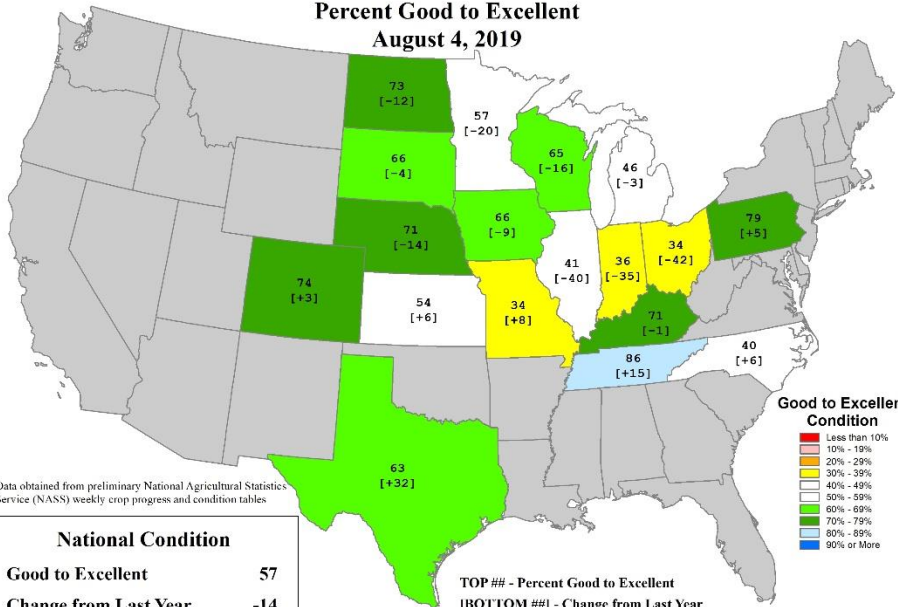 Percent Good to Excellent
August 4, 2019
73
[-12]
57
[-20]
66
[-4]
65
[-16]
46
[-3]
71
[-14]
66
[-9]
41
[-40]
36
[-35]
34
[-42]
79
[+5]
74
[+3]
54
[+6]
34
[+8]
71
[-1]
86
[+15]
40
[+6]
63
[+32]
Good to Exceller
Condition
Less than 10%
10% - 19%
20% - 29%
30% - 39%
40% - 49%
50% - 59%
60% - 69%
70% - 79%
80% - 89%
90% or More
Data obtained from preliminary National Agricultural Statistics
Service (NASS) weekly crop progress and condition tables
National Condition
Good to Excellent 57
Change from Last Year -14
TOP ## - Percent Good to Excellent
[BOTTOM ##] - Change from Last Year